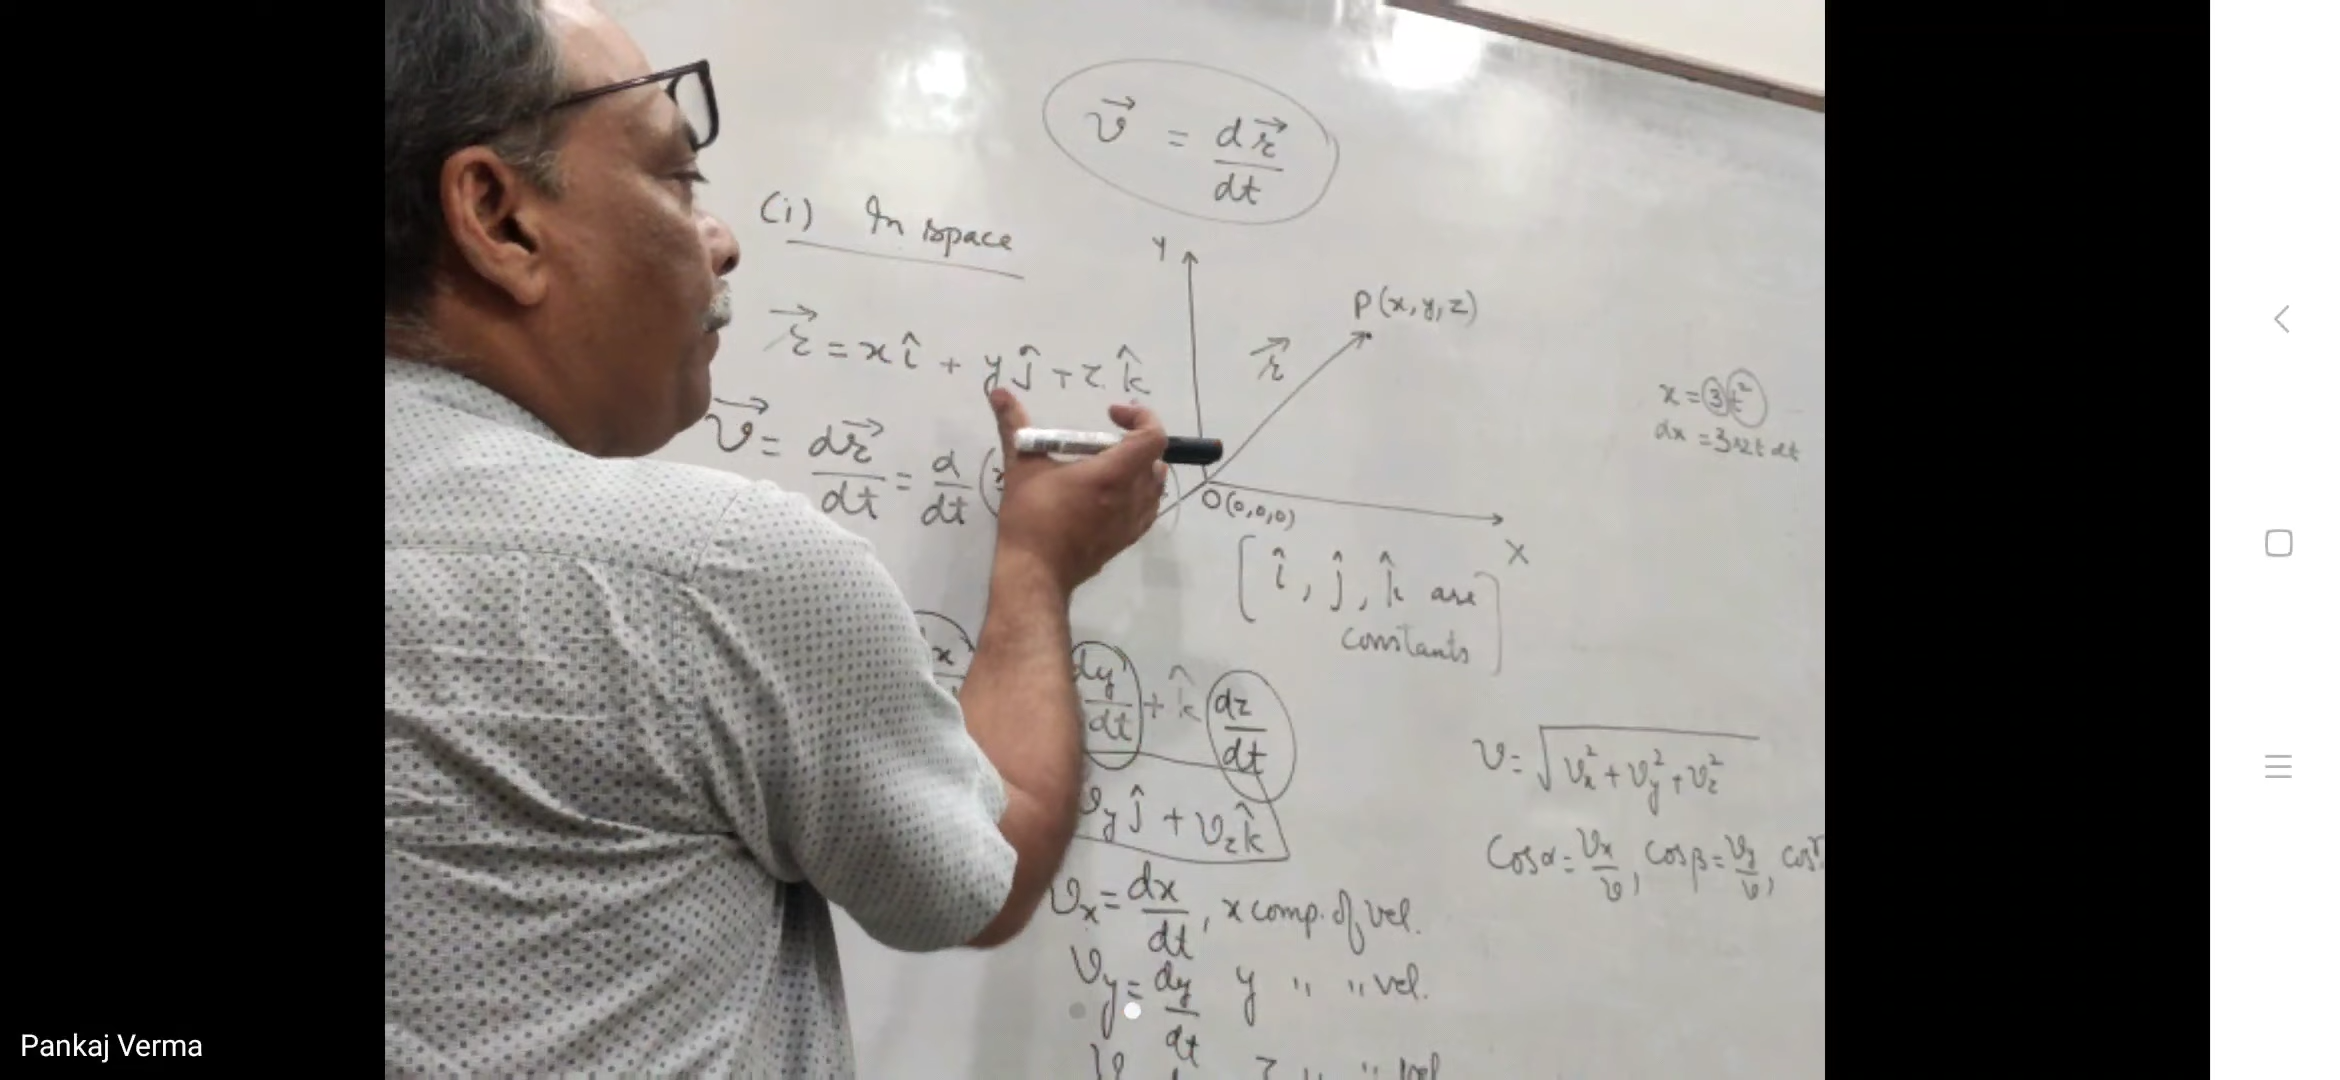 v⃗ = dr⃗/dt
(i) In space
Y
P(x,y,z)
r⃗ = x î + y ĵ + z k̂
r⃗
x = 3t²
dx = 3×2t dt
v⃗ = dr⃗/dt = d/dt (
O(0,0,0)
X
[î, ĵ, k̂ are
constants]
dy/dt + k̂ dz/dt
v = √(vx² + vy² + vz²)
vy ĵ + vz k̂
Cosα = vx/v, Cosβ = vy/v, cos
vx = dx/dt, x comp. of vel.
vy = dy/dt y " " vel.
z " " vel
Pankaj Verma